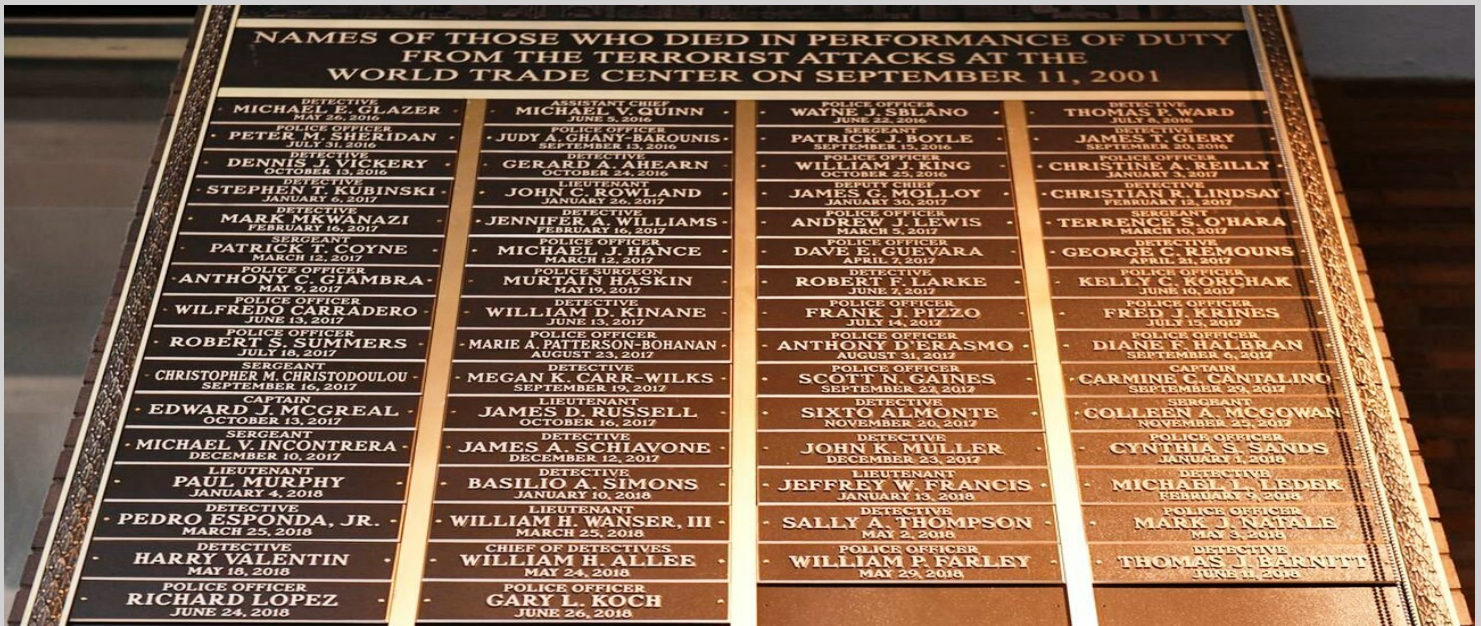 NAMES OF THOSE WHO DIED IN PERFORMANCE OF DUTY
FROM THE TERRORIST ATTACKS AT THE
WORLD TRADE CENTER ON SEPTEMBER 11, 2001
DETECTIVE
MICHAEL E. GLAZER
MAY 26, 2016
ASSISTANT CHIEF
MICHAEL V. QUINN
JUNE 5, 2016
POLICE OFFICER
WAYNE J. SBLANO
JUNE 22, 2016
DETECTIVE
THOMAS P. WARD
JULY 8, 2016
POLICE OFFICER
PETER M. SHERIDAN
JULY 31, 2016
POLICE OFFICER
JUDY A. GHANY-BAROUNIS
SEPTEMBER 13, 2016
SERGEANT
PATRICK J. BOYLE
SEPTEMBER 15, 2016
DETECTIVE
JAMES T. GIERY
SEPTEMBER 20, 2016
DETECTIVE
DENNIS J. VICKERY
OCTOBER 13, 2016
DETECTIVE
GERARD A. AHEARN
OCTOBER 24, 2016
POLICE OFFICER
WILLIAM J. KING
OCTOBER 25, 2016
POLICE OFFICER
CHRISTINE A. REILLY
JANUARY 3, 2017
DETECTIVE
STEPHEN T. KUBINSKI
JANUARY 6, 2017
LIEUTENANT
JOHN C. ROWLAND
JANUARY 26, 2017
DEPUTY CHIEF
JAMES G. MOLLOY
JANUARY 30, 2017
DETECTIVE
CHRISTIAN R. LINDSAY
FEBRUARY 12, 2017
DETECTIVE
MARK MKWANAZI
FEBRUARY 16, 2017
DETECTIVE
JENNIFER A. WILLIAMS
FEBRUARY 16, 2017
POLICE OFFICER
ANDREW J. LEWIS
MARCH 5, 2017
SERGEANT
TERRENCE S. O'HARA
MARCH 10, 2017
SERGEANT
PATRICK T. COYNE
MARCH 12, 2017
POLICE OFFICER
MICHAEL J. HANCE
MARCH 12, 2017
POLICE OFFICER
DAVE E. GUEVARA
APRIL 7, 2017
DETECTIVE
GEORGE C. REMOUNS
APRIL 21, 2017
POLICE OFFICER
ANTHONY C. GIAMBRA
MAY 9, 2017
POLICE SURGEON
MURTAIN HASKIN
MAY 19, 2017
DETECTIVE
ROBERT F. LARKE
JUNE 7, 2017
POLICE OFFICER
KELLY C. KORCHAK
JUNE 10, 2017
POLICE OFFICER
WILFREDO CARRADERO
JUNE 13, 2017
DETECTIVE
WILLIAM D. KINANE
JUNE 13, 2017
POLICE OFFICER
FRANK J. PIZZO
JULY 14, 2017
POLICE OFFICER
FRED J. KRINES
JULY 15, 2017
POLICE OFFICER
ROBERT S. SUMMERS
JULY 18, 2017
POLICE OFFICER
MARIE A. PATTERSON-BOHANAN
AUGUST 23, 2017
POLICE OFFICER
ANTHONY D'ERASMO
AUGUST 31, 2017
POLICE OFFICER
DIANE F. HALBRAN
SEPTEMBER 6, 2017
SERGEANT
CHRISTOPHER M. CHRISTODOULOU
SEPTEMBER 16, 2017
DETECTIVE
MEGAN K. CARR-WILKS
SEPTEMBER 19, 2017
POLICE OFFICER
SCOTT N. GAINES
SEPTEMBER 27, 2017
CAPTAIN
CARMINE C. CANTALINO
SEPTEMBER 29, 2017
CAPTAIN
EDWARD J. MCGREAL
OCTOBER 13, 2017
LIEUTENANT
JAMES D. RUSSELL
OCTOBER 16, 2017
DETECTIVE
SIXTO ALMONTE
NOVEMBER 20, 2017
SERGEANT
COLLEEN A. MCGOWAN
NOVEMBER 25, 2017
SERGEANT
MICHAEL V. INCONTRERA
DECEMBER 10, 2017
DETECTIVE
JAMES A. SCHIAVONE
DECEMBER 12, 2017
DETECTIVE
JOHN K. MULLER
DECEMBER 23, 2017
POLICE OFFICER
CYNTHIA S. SANDS
JANUARY 1, 2018
LIEUTENANT
PAUL MURPHY
JANUARY 4, 2018
DETECTIVE
BASILIO A. SIMONS
JANUARY 10, 2018
LIEUTENANT
JEFFREY W. FRANCIS
JANUARY 13, 2018
DETECTIVE
MICHAEL L. LEDEK
FEBRUARY 5, 2018
DETECTIVE
PEDRO ESPONDA, JR.
MARCH 25, 2018
LIEUTENANT
WILLIAM H. WANSER, III
MARCH 25, 2018
DETECTIVE
SALLY A. THOMPSON
MAY 2, 2018
POLICE OFFICER
MARK J. NATALE
MAY 3, 2018
DETECTIVE
HARRY VALENTIN
MAY 18, 2018
CHIEF OF DETECTIVES
WILLIAM H. ALLEE
MAY 24, 2018
POLICE OFFICER
WILLIAM P. FARLEY
MAY 29, 2018
DETECTIVE
THOMAS J. BARNITT
JUNE 11, 2018
POLICE OFFICER
RICHARD LOPEZ
JUNE 24, 2018
POLICE OFFICER
GARY L. KOCH
JUNE 26, 2018